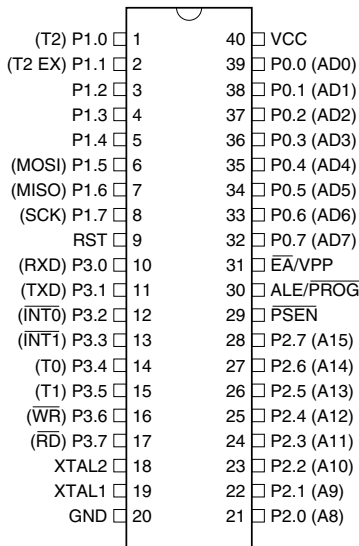 (T2) P1.0 1 40 VCC
(T2 EX) P1.1 2 39 P0.0 (AD0)
P1.2 3 38 P0.1 (AD1)
P1.3 4 37 P0.2 (AD2)
P1.4 5 36 P0.3 (AD3)
(MOSI) P1.5 6 35 P0.4 (AD4)
(MISO) P1.6 7 34 P0.5 (AD5)
(SCK) P1.7 8 33 P0.6 (AD6)
RST 9 32 P0.7 (AD7)
(RXD) P3.0 10 31 E̅A̅/VPP
(TXD) P3.1 11 30 ALE/P̅R̅O̅G̅
(I̅N̅T̅0̅) P3.2 12 29 P̅S̅E̅N̅
(I̅N̅T̅1̅) P3.3 13 28 P2.7 (A15)
(T0) P3.4 14 27 P2.6 (A14)
(T1) P3.5 15 26 P2.5 (A13)
(W̅R̅) P3.6 16 25 P2.4 (A12)
(R̅D̅) P3.7 17 24 P2.3 (A11)
XTAL2 18 23 P2.2 (A10)
XTAL1 19 22 P2.1 (A9)
GND 20 21 P2.0 (A8)